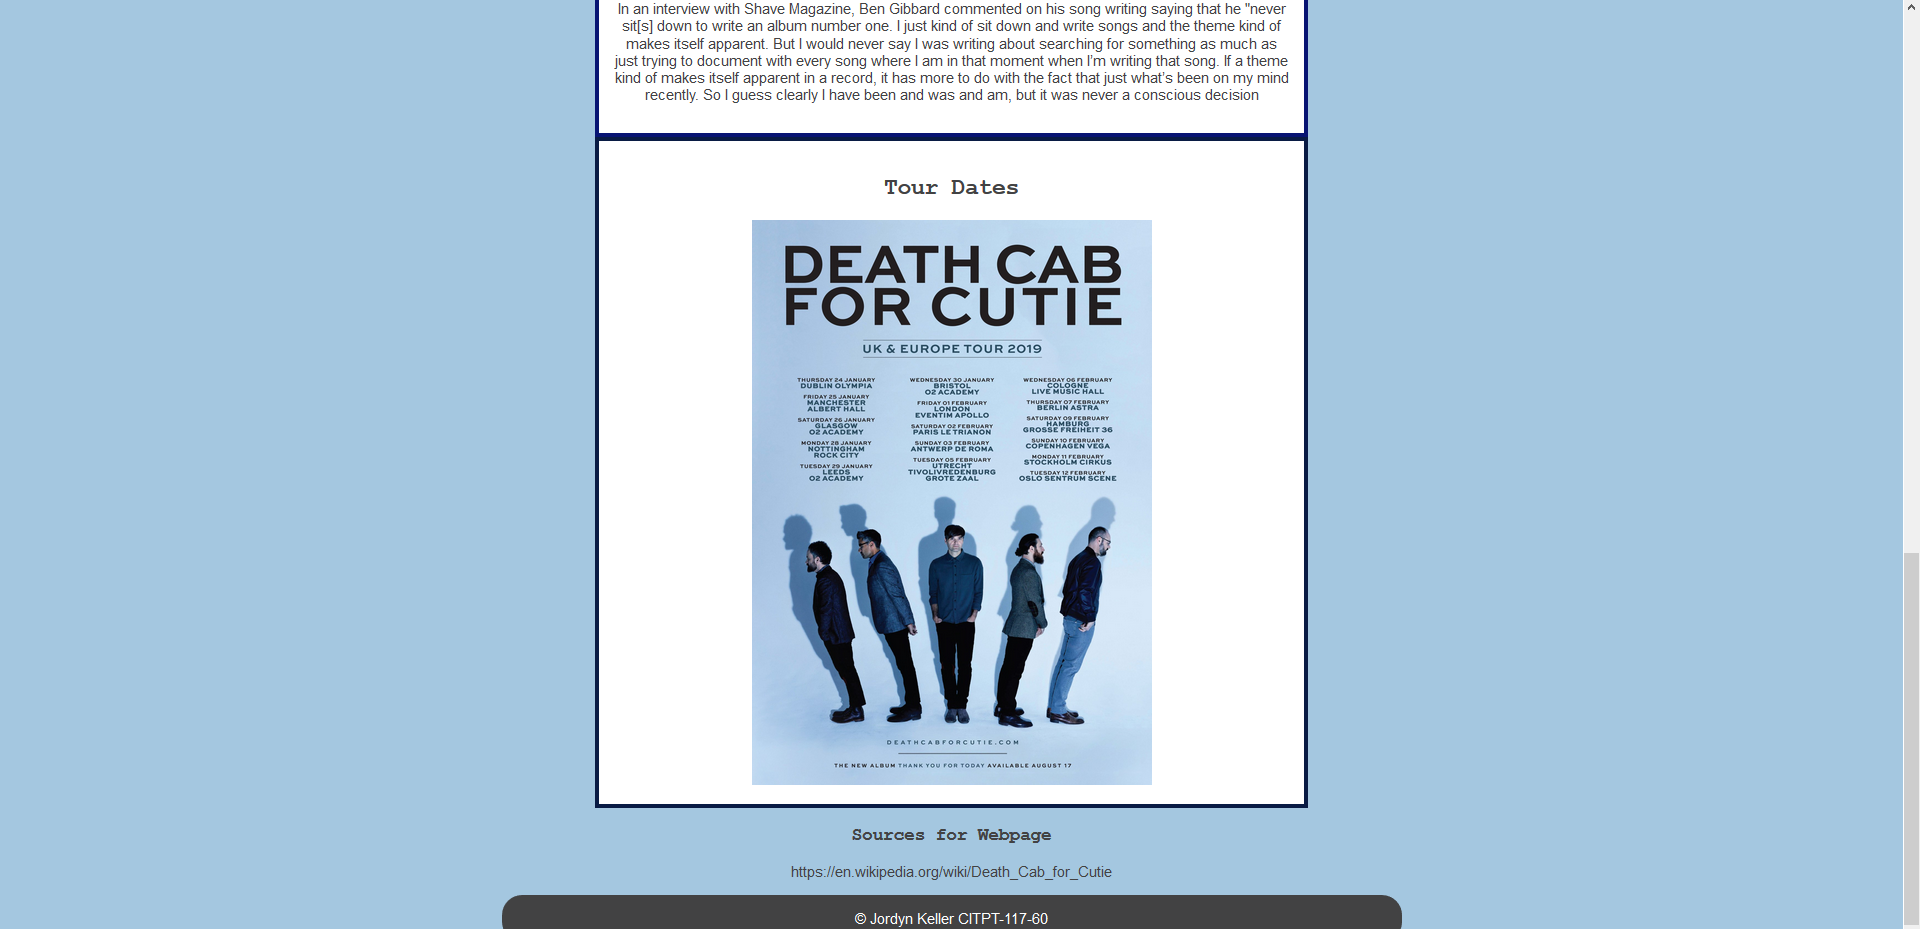 In an interview with Shave Magazine, Ben Gibbard commented on his song writing saying that he "never
sit[s] down to write an album number one. I just kind of sit down and write songs and the theme kind of
makes itself apparent. But I would never say I was writing about searching for something as much as
just trying to document with every song where I am in that moment when I’m writing that song. If a theme
kind of makes itself apparent in a record, it has more to do with the fact that just what’s been on my mind
recently. So I guess clearly I have been and was and am, but it was never a conscious decision
Tour Dates
DEATH CAB
FOR CUTIE
UK & EUROPE TOUR 2019
THURSDAY 24 JANUARY
DUBLIN OLYMPIA
FRIDAY 25 JANUARY
MANCHESTER
ALBERT HALL
SATURDAY 26 JANUARY
GLASGOW
O2 ACADEMY
MONDAY 28 JANUARY
NOTTINGHAM
ROCK CITY
TUESDAY 29 JANUARY
LEEDS
O2 ACADEMY
WEDNESDAY 30 JANUARY
BRISTOL
O2 ACADEMY
FRIDAY 01 FEBRUARY
LONDON
EVENTIM APOLLO
SATURDAY 02 FEBRUARY
PARIS LE TRIANON
SUNDAY 03 FEBRUARY
ANTWERP DE ROMA
TUESDAY 05 FEBRUARY
UTRECHT
TIVOLIVREDENBURG
GROTE ZAAL
WEDNESDAY 06 FEBRUARY
COLOGNE
LIVE MUSIC HALL
THURSDAY 07 FEBRUARY
BERLIN ASTRA
SATURDAY 09 FEBRUARY
HAMBURG
GROSSE FREIHEIT 36
SUNDAY 10 FEBRUARY
COPENHAGEN VEGA
MONDAY 11 FEBRUARY
STOCKHOLM CIRKUS
TUESDAY 12 FEBRUARY
OSLO SENTRUM SCENE
DEATHCABFORCUTIE.COM
THE NEW ALBUM THANK YOU FOR TODAY AVAILABLE AUGUST 17
Sources for Webpage
https://en.wikipedia.org/wiki/Death_Cab_for_Cutie
© Jordyn Keller CITPT-117-60